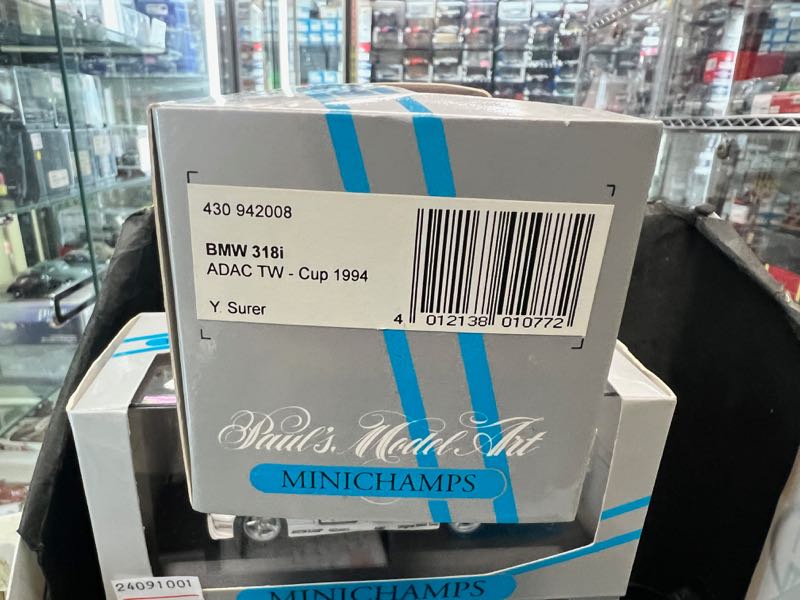 430 942008
BMW 318i
ADAC TW - Cup 1994
Y. Surer
4 012138 010772
Paul's Model Art
MINICHAMPS
24091001
MINICHAMPS